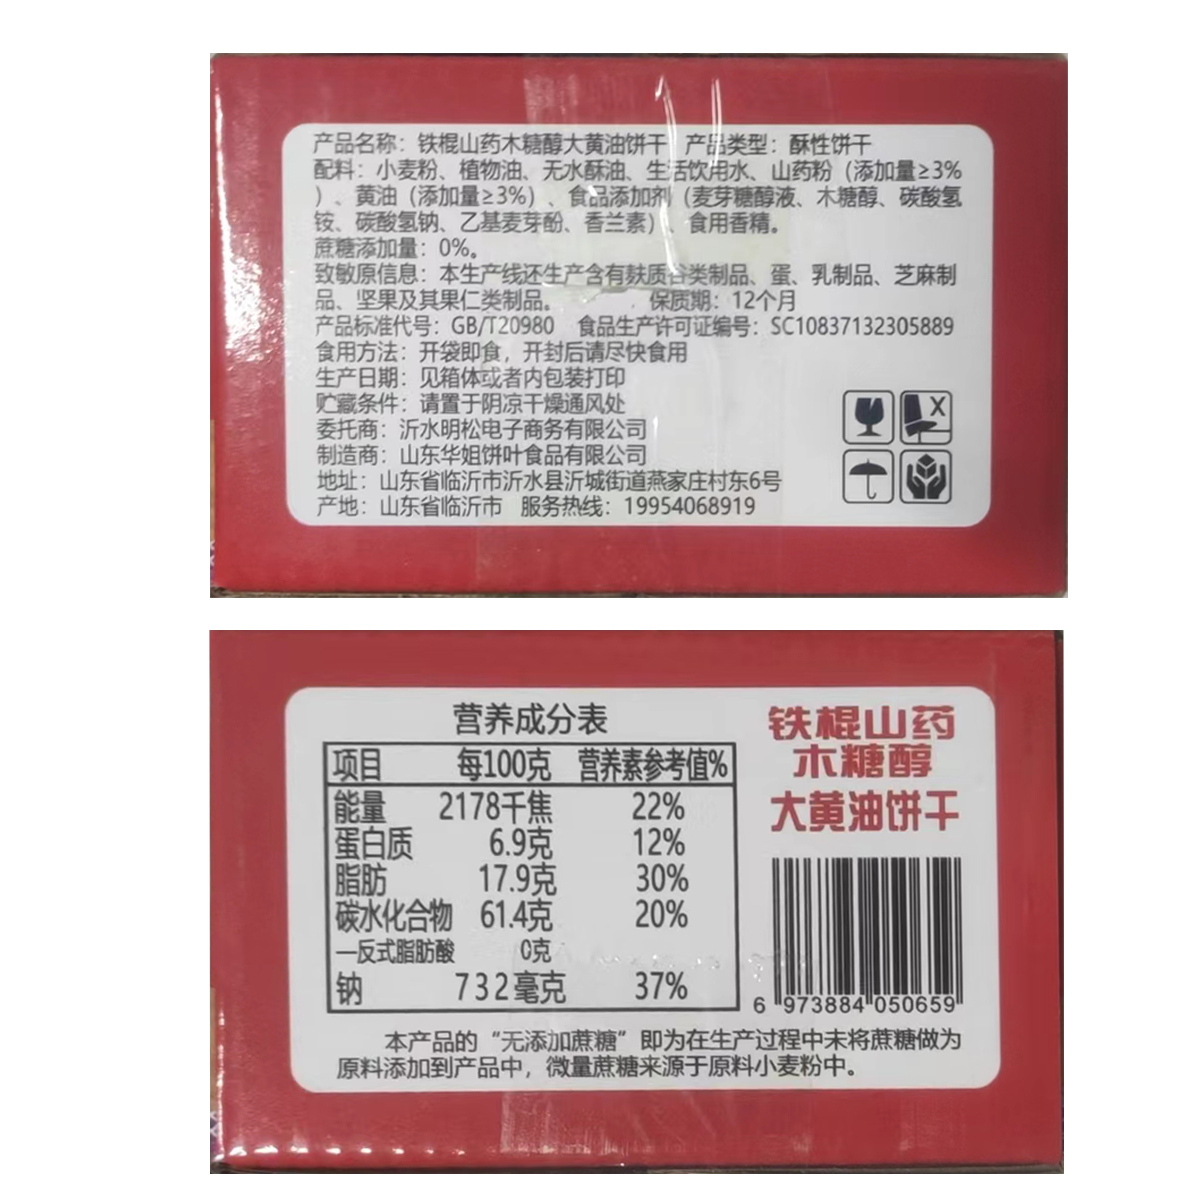 产品名称：铁棍山药木糖醇大黄油饼干 产品类型：酥性饼干
配料：小麦粉、植物油、无水酥油、生活饮用水、山药粉（添加量≥3%
）、黄油（添加量≥3%）、食品添加剂（麦芽糖醇液、木糖醇、碳酸氢
铵、碳酸氢钠、乙基麦芽酚、香兰素）、食用香精。
蔗糖添加量：0%。
致敏原信息：本生产线还生产含有麸质谷类制品、蛋、乳制品、芝麻制
品、坚果及其果仁类制品。 保质期：12个月
产品标准代号：GB/T20980 食品生产许可证编号：SC10837132305889
食用方法：开袋即食，开封后请尽快食用
生产日期：见箱体或者内包装打印
贮藏条件：请置于阴凉干燥通风处
委托商：沂水明松电子商务有限公司
制造商：山东华姐饼叶食品有限公司
地址：山东省临沂市沂水县沂城街道燕家庄村东6号
产地：山东省临沂市 服务热线：19954068919
X
营养成分表
项目 每100克 营养素参考值%
能量 2178千焦 22%
蛋白质 6.9克 12%
脂肪 17.9克 30%
碳水化合物 61.4克 20%
—反式脂肪酸 0克
钠 732毫克 37%
铁棍山药
木糖醇
大黄油饼干
6 973884 050659
本产品的“无添加蔗糖”即为在生产过程中未将蔗糖做为
原料添加到产品中，微量蔗糖来源于原料小麦粉中。